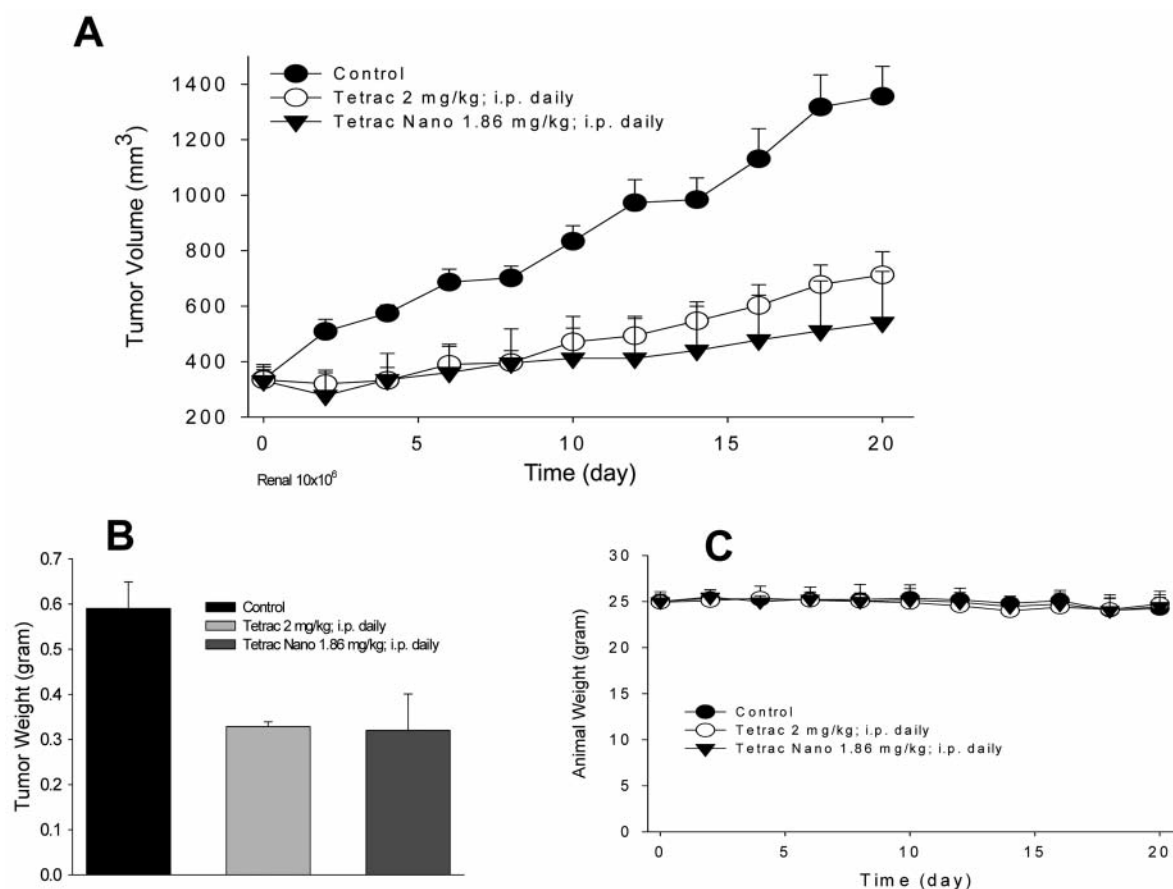 A
Control
Tetrac 2 mg/kg; i.p. daily
Tetrac Nano 1.86 mg/kg; i.p. daily
Tumor Volume (mm³)
1400
1200
1000
800
600
400
200
0 5 10 15 20
Renal 10x10⁶
Time (day)
B
Tumor Weight (gram)
0.7
0.6
0.5
0.4
0.3
0.2
0.1
0.0
Control
Tetrac 2 mg/kg; i.p. daily
Tetrac Nano 1.86 mg/kg; i.p. daily
C
Animal Weight (gram)
30
25
20
15
10
5
0
Control
Tetrac 2 mg/kg; i.p. daily
Tetrac Nano 1.86 mg/kg; i.p. daily
0 5 10 15 20
Time (day)